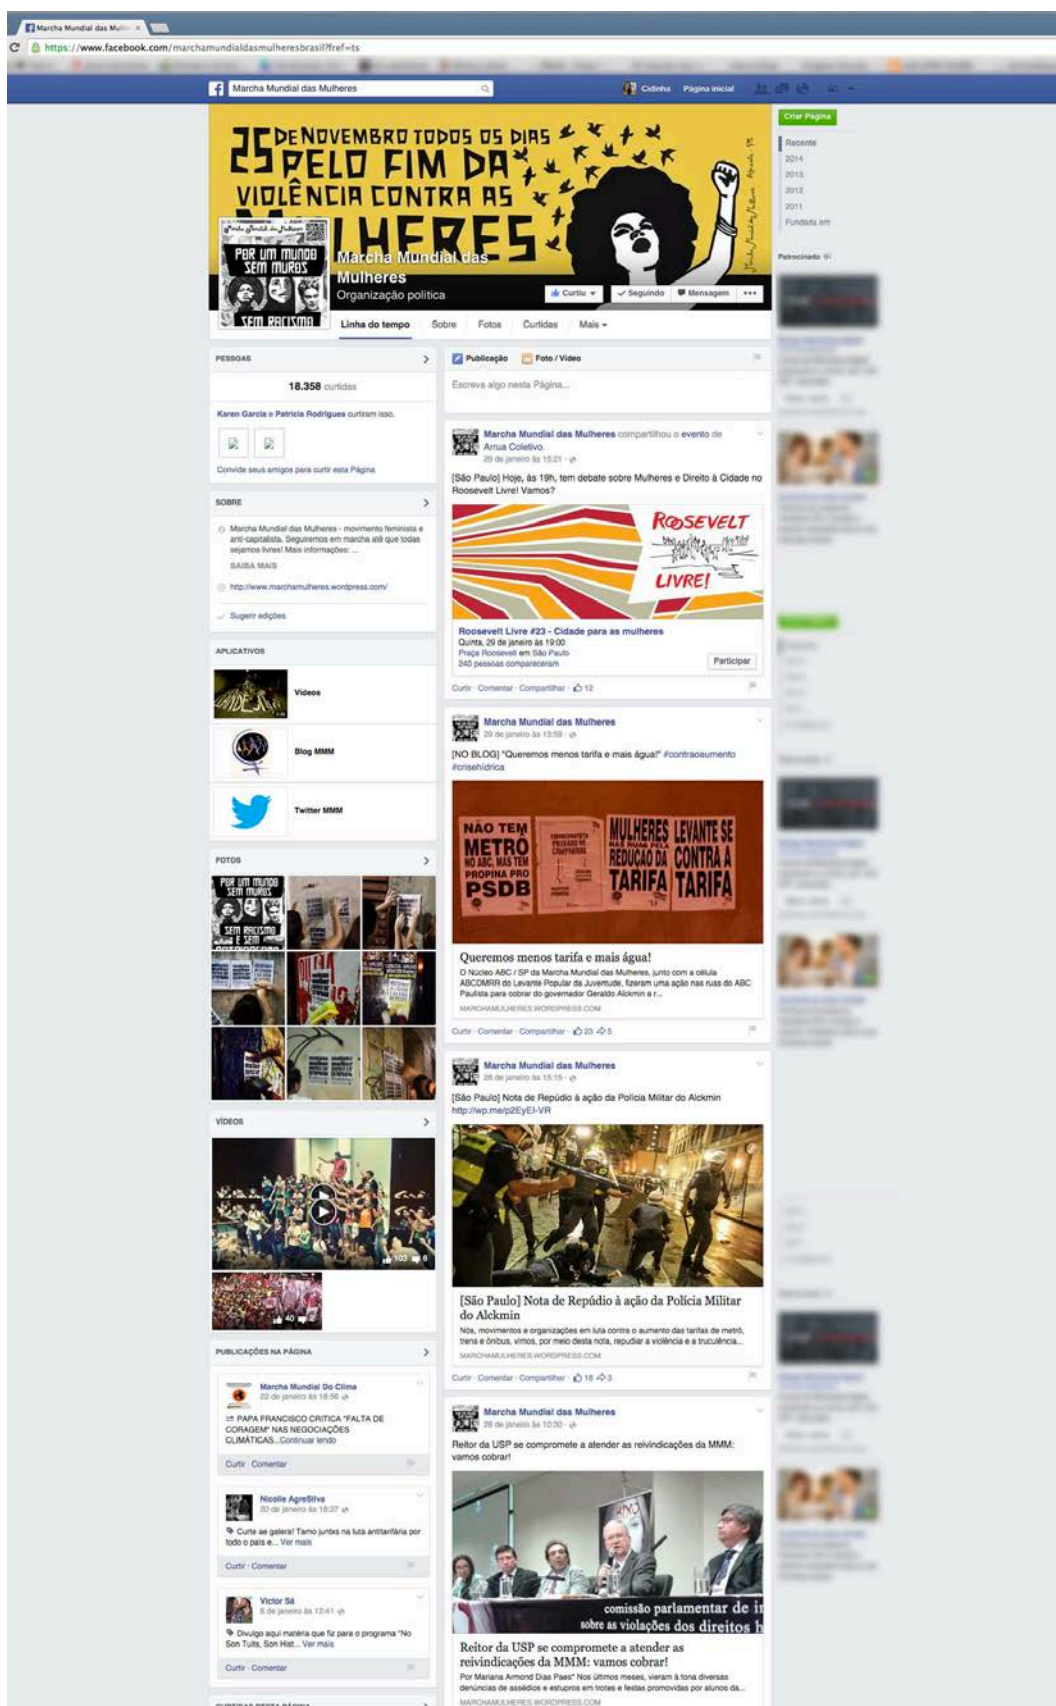 Marcha Mundial das Mulhe
https://www.facebook.com/marchamundialdasmulheresbrasil?fref=ts
Marcha Mundial das Mulheres
Cidinha Página inicial
25 DE NOVEMBRO TODOS OS DIAS
PELO FIM DA
VIOLÊNCIA CONTRA AS
MULHERES
POR UM MUNDO
SEM MUROS
SEM RACISMO
Marcha Mundial das
Mulheres
Organização política
Curtiu
Seguindo
Mensagem
Linha do tempo Sobre Fotos Curtidas Mais
Criar Página
Recente
2014
2013
2012
2011
Fundada em
Patrocinado
PESSOAS
18.358 curtidas
Karen Garcia e Patricia Rodrigues curtiram isso.
Convide seus amigos para curtir esta Página
SOBRE
Marcha Mundial das Mulheres - movimento feminista e
anti-capitalista. Seguiremos em marcha até que todas
sejamos livres! Mais informações: ...
SAIBA MAIS
http://www.marchamulheres.wordpress.com/
Sugerir edições
APLICATIVOS
Vídeos
Blog MMM
Twitter MMM
FOTOS
POR UM MUNDO
SEM MUROS
SEM RACISMO
E SEM
VÍDEOS
103 6
40 2
PUBLICAÇÕES NA PÁGINA
Marcha Mundial Do Clima
22 de janeiro às 18:56
PAPA FRANCISCO CRITICA "FALTA DE
CORAGEM" NAS NEGOCIAÇÕES
CLIMÁTICAS...Continuar lendo
Curtir · Comentar
Nicolle AgreSilva
20 de janeiro às 18:27
Curte ae galera! Tamo juntxs na luta antitarifária por
todo o país e... Ver mais
Curtir · Comentar
Victor Sá
8 de janeiro às 12:41
Divulgo aqui matéria que fiz para o programa "No
Son Tuits, Son Hist... Ver mais
Curtir · Comentar
CURTIDAS DESTA PÁGINA
Publicação Foto / Vídeo
Escreva algo nesta Página...
Marcha Mundial das Mulheres compartilhou o evento de
Arrua Coletivo.
29 de janeiro às 15:21
[São Paulo] Hoje, às 19h, tem debate sobre Mulheres e Direito à Cidade no
Roosevelt Livre! Vamos?
ROOSEVELT
LIVRE!
Roosevelt Livre #23 - Cidade para as mulheres
Quinta, 29 de janeiro às 19:00
Praça Roosevelt em São Paulo
240 pessoas compareceram
Participar
Curtir · Comentar · Compartilhar · 12
Marcha Mundial das Mulheres
29 de janeiro às 13:59
[NO BLOG] "Queremos menos tarifa e mais água!" #contraoaumento
#crisehídrica
NÃO TEM
METRÔ
NO ABC, MAS TEM
PROPINA PRO
PSDB
MULHERES
NAS RUAS PELA
REDUÇÃO DA
TARIFA
LEVANTE SE
CONTRA A
TARIFA
Queremos menos tarifa e mais água!
O Núcleo ABC / SP da Marcha Mundial das Mulheres, junto com a célula
ABCDMRR do Levante Popular da Juventude, fizeram uma ação nas ruas do ABC
Paulista para cobrar do governador Geraldo Alckmin a r...
MARCHAMULHERES.WORDPRESS.COM
Curtir · Comentar · Compartilhar · 23 5
Marcha Mundial das Mulheres
28 de janeiro às 15:15
[São Paulo] Nota de Repúdio à ação da Polícia Militar do Alckmin
http://wp.me/p2EyEI-VR
[São Paulo] Nota de Repúdio à ação da Polícia Militar
do Alckmin
Nós, movimentos e organizações em luta contra o aumento das tarifas de metrô,
trens e ônibus, vimos, por meio desta nota, repudiar a violência e a truculência...
MARCHAMULHERES.WORDPRESS.COM
Curtir · Comentar · Compartilhar · 18 3
Marcha Mundial das Mulheres
28 de janeiro às 10:30
Reitor da USP se compromete a atender as reivindicações da MMM:
vamos cobrar!
comissão parlamentar de in
sobre as violações dos direitos h
Reitor da USP se compromete a atender as
reivindicações da MMM: vamos cobrar!
Por Mariana Armond Dias Paes* Nos últimos meses, vieram à tona diversas
denúncias de assédios e estupros em trotes e festas promovidas por alunos da...
MARCHAMULHERES.WORDPRESS.COM